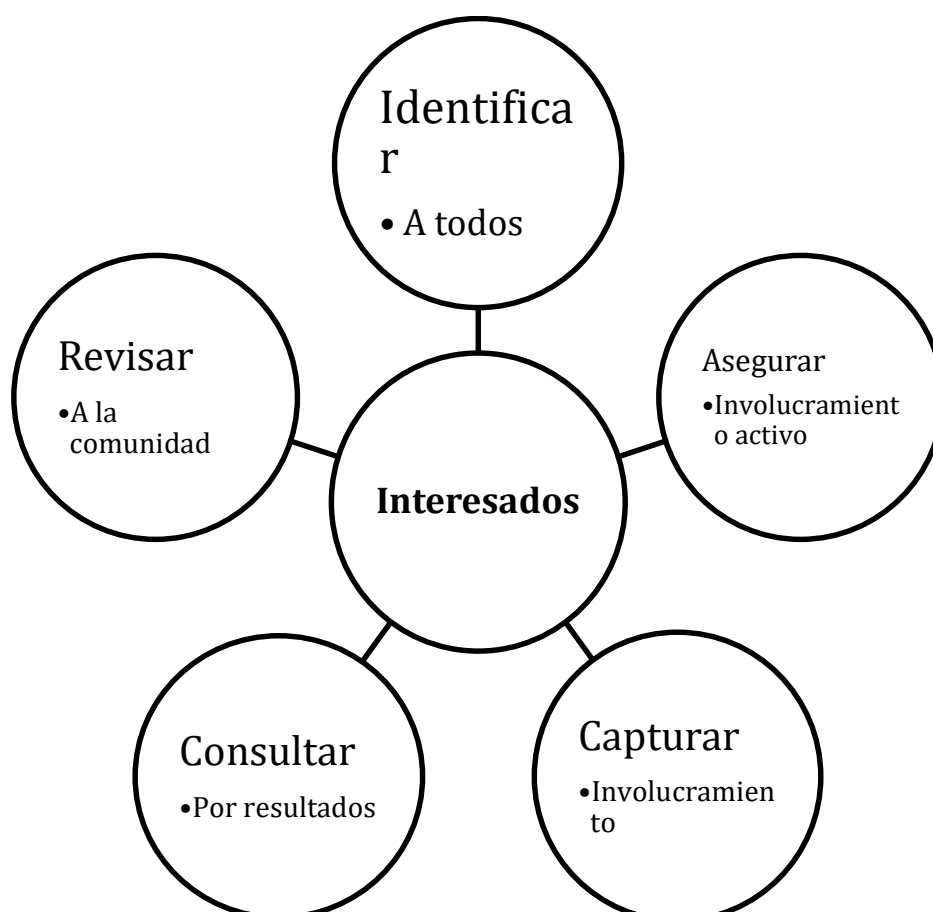 Identifica
r
• A todos
Asegurar
•Involucramient
o activo
Capturar
•Involucramien
to
Consultar
•Por resultados
Revisar
•A la
comunidad
Interesados